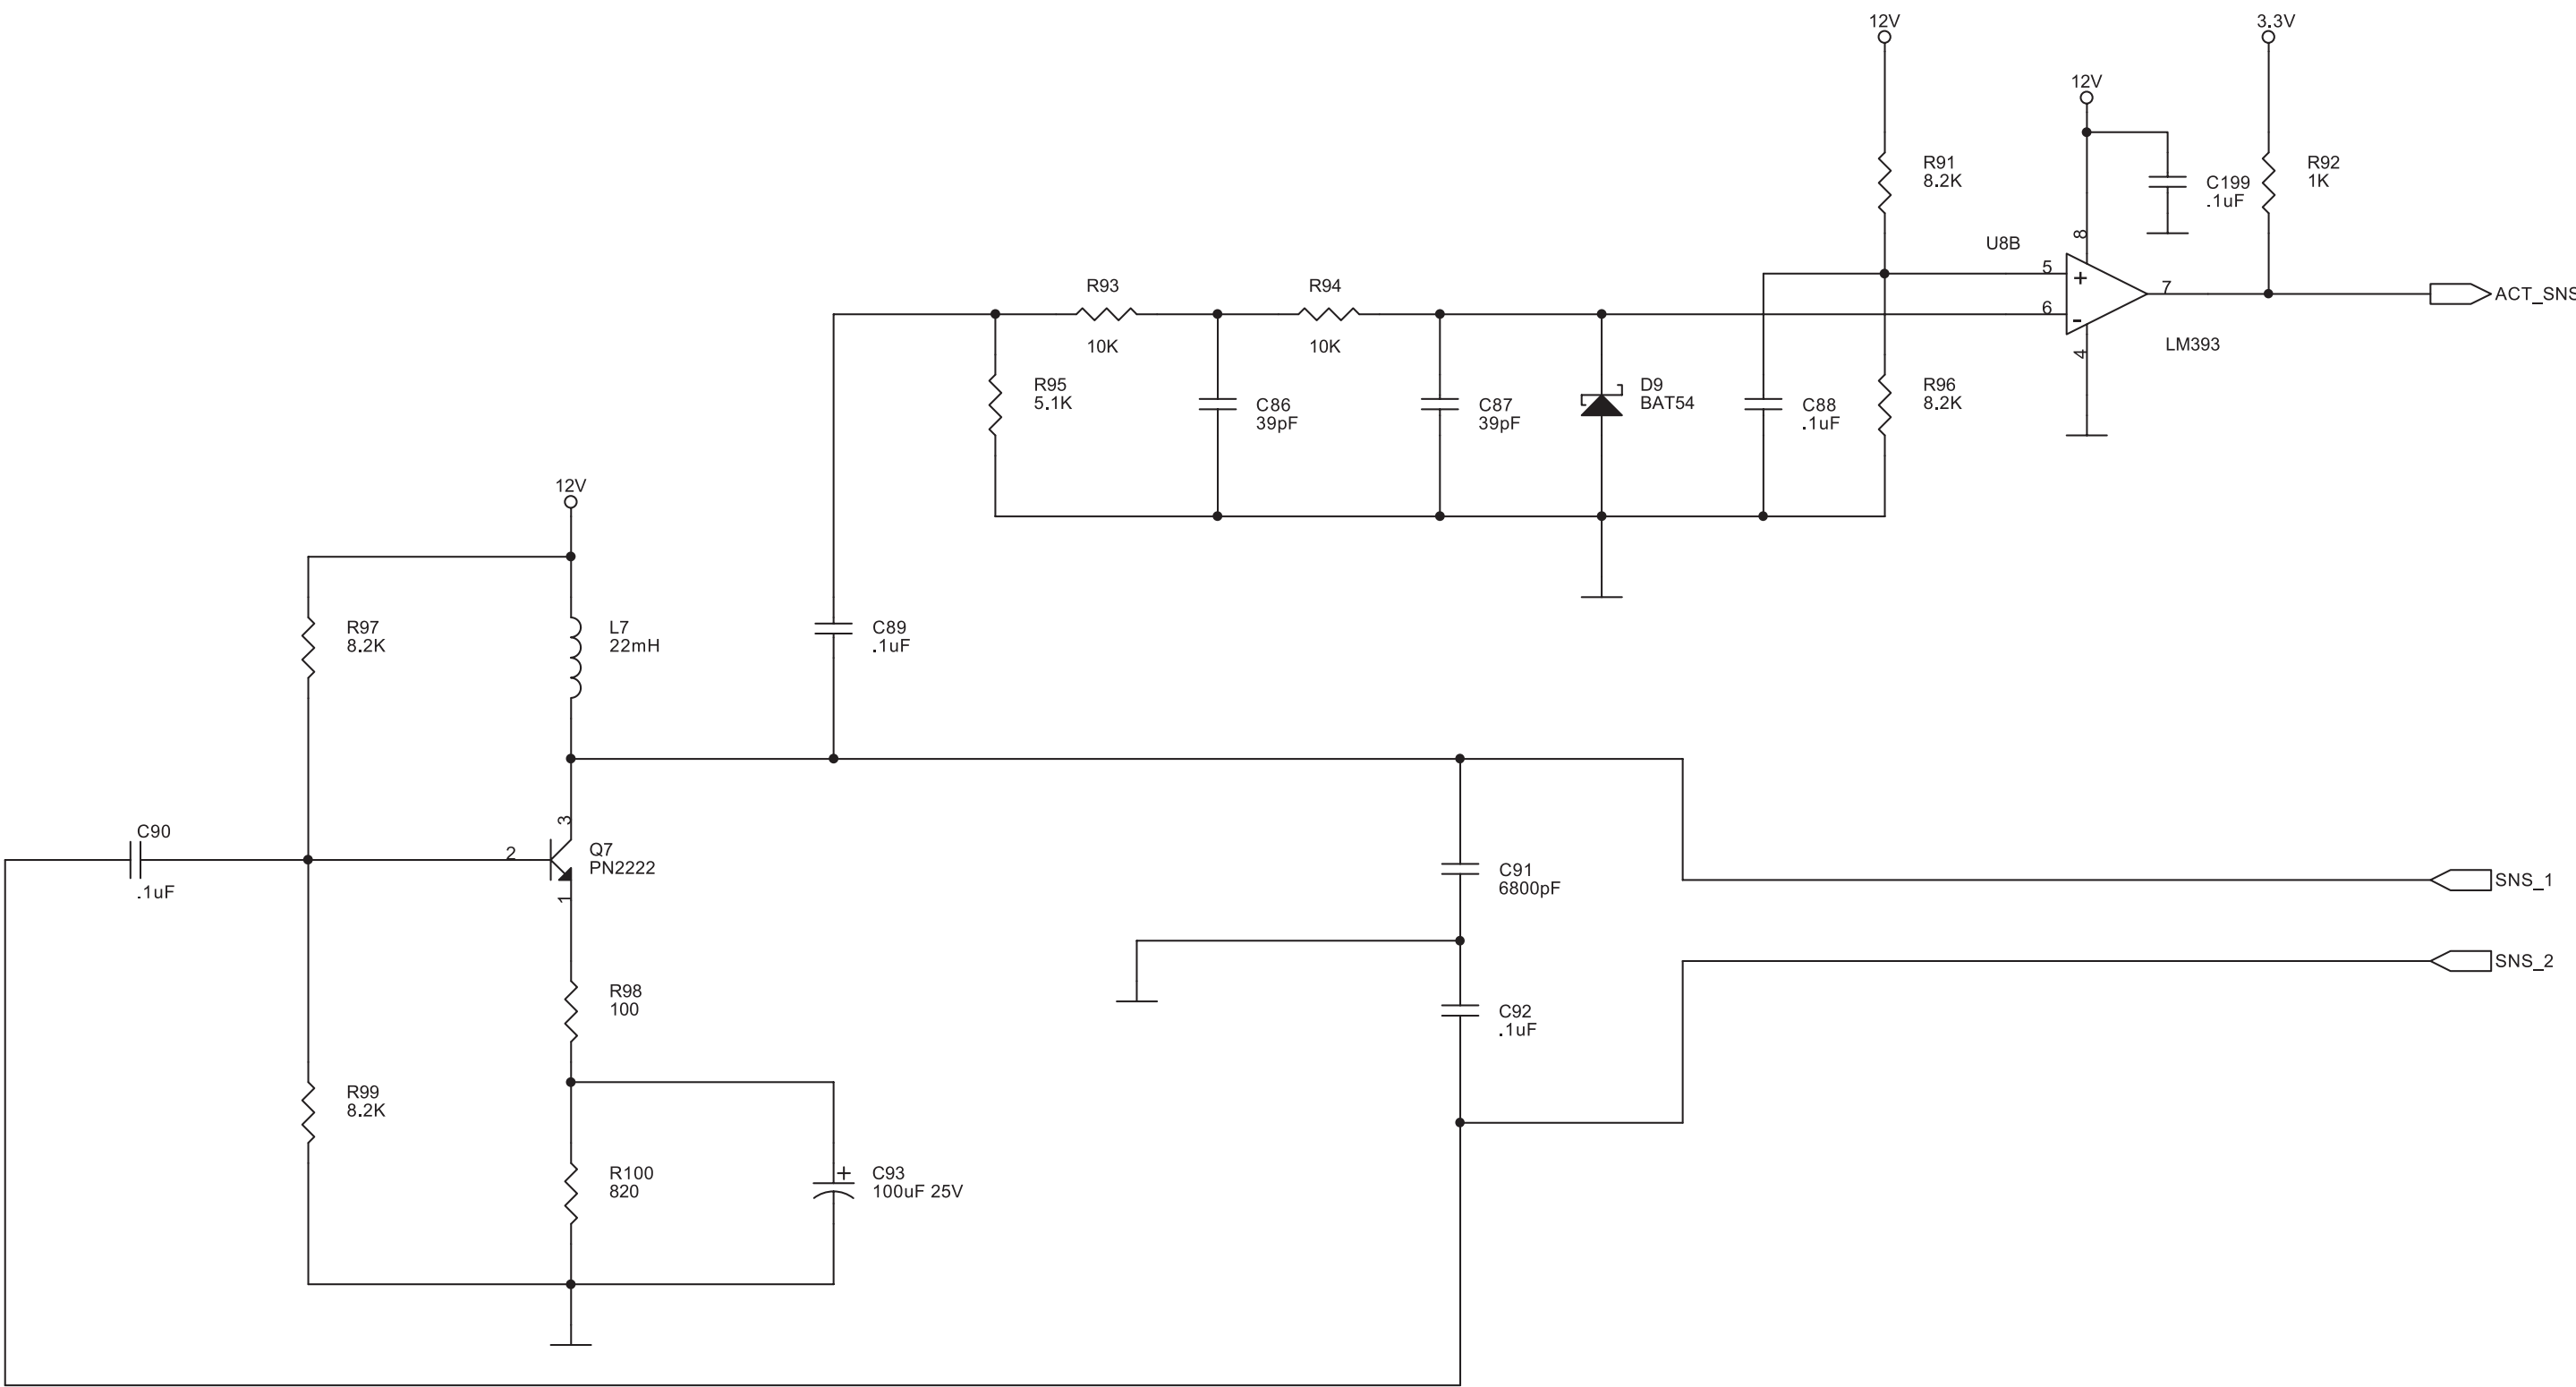 12V
3.3V
12V
R91
8.2K
C199
.1uF
R92
1K
U8B
8
5
+
6
-
7
4
ACT_SNS
LM393
R93
10K
R94
10K
R95
5.1K
C86
39pF
C87
39pF
D9
BAT54
C88
.1uF
R96
8.2K
12V
R97
8.2K
L7
22mH
C89
.1uF
C90
.1uF
2
3
1
Q7
PN2222
C91
6800pF
SNS_1
SNS_2
R98
100
C92
.1uF
R99
8.2K
R100
820
+
C93
100uF 25V